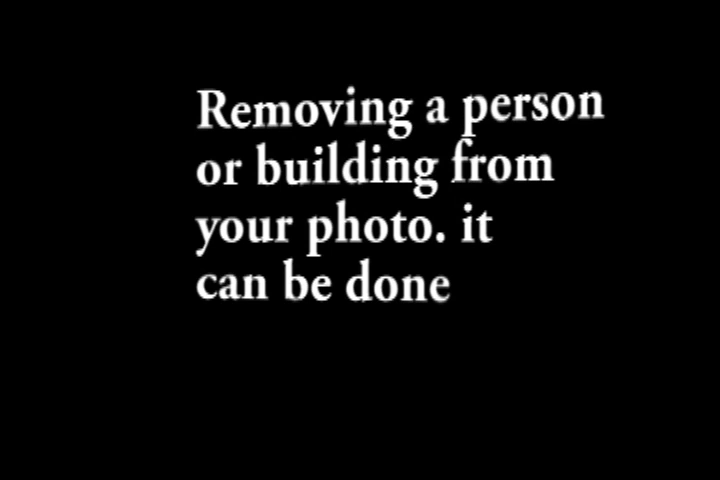 Removing a person
or building from
your photo. it
can be done